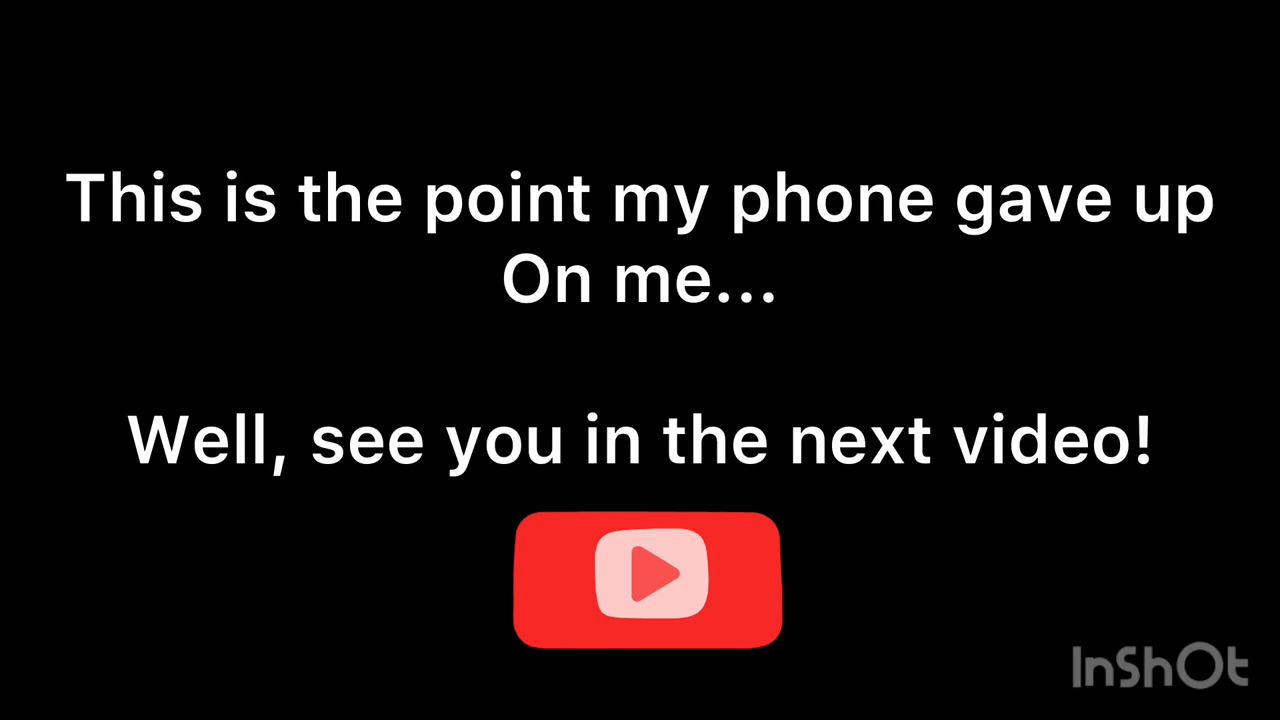 This is the point my phone gave up
On me...
Well, see you in the next video!
InShOt